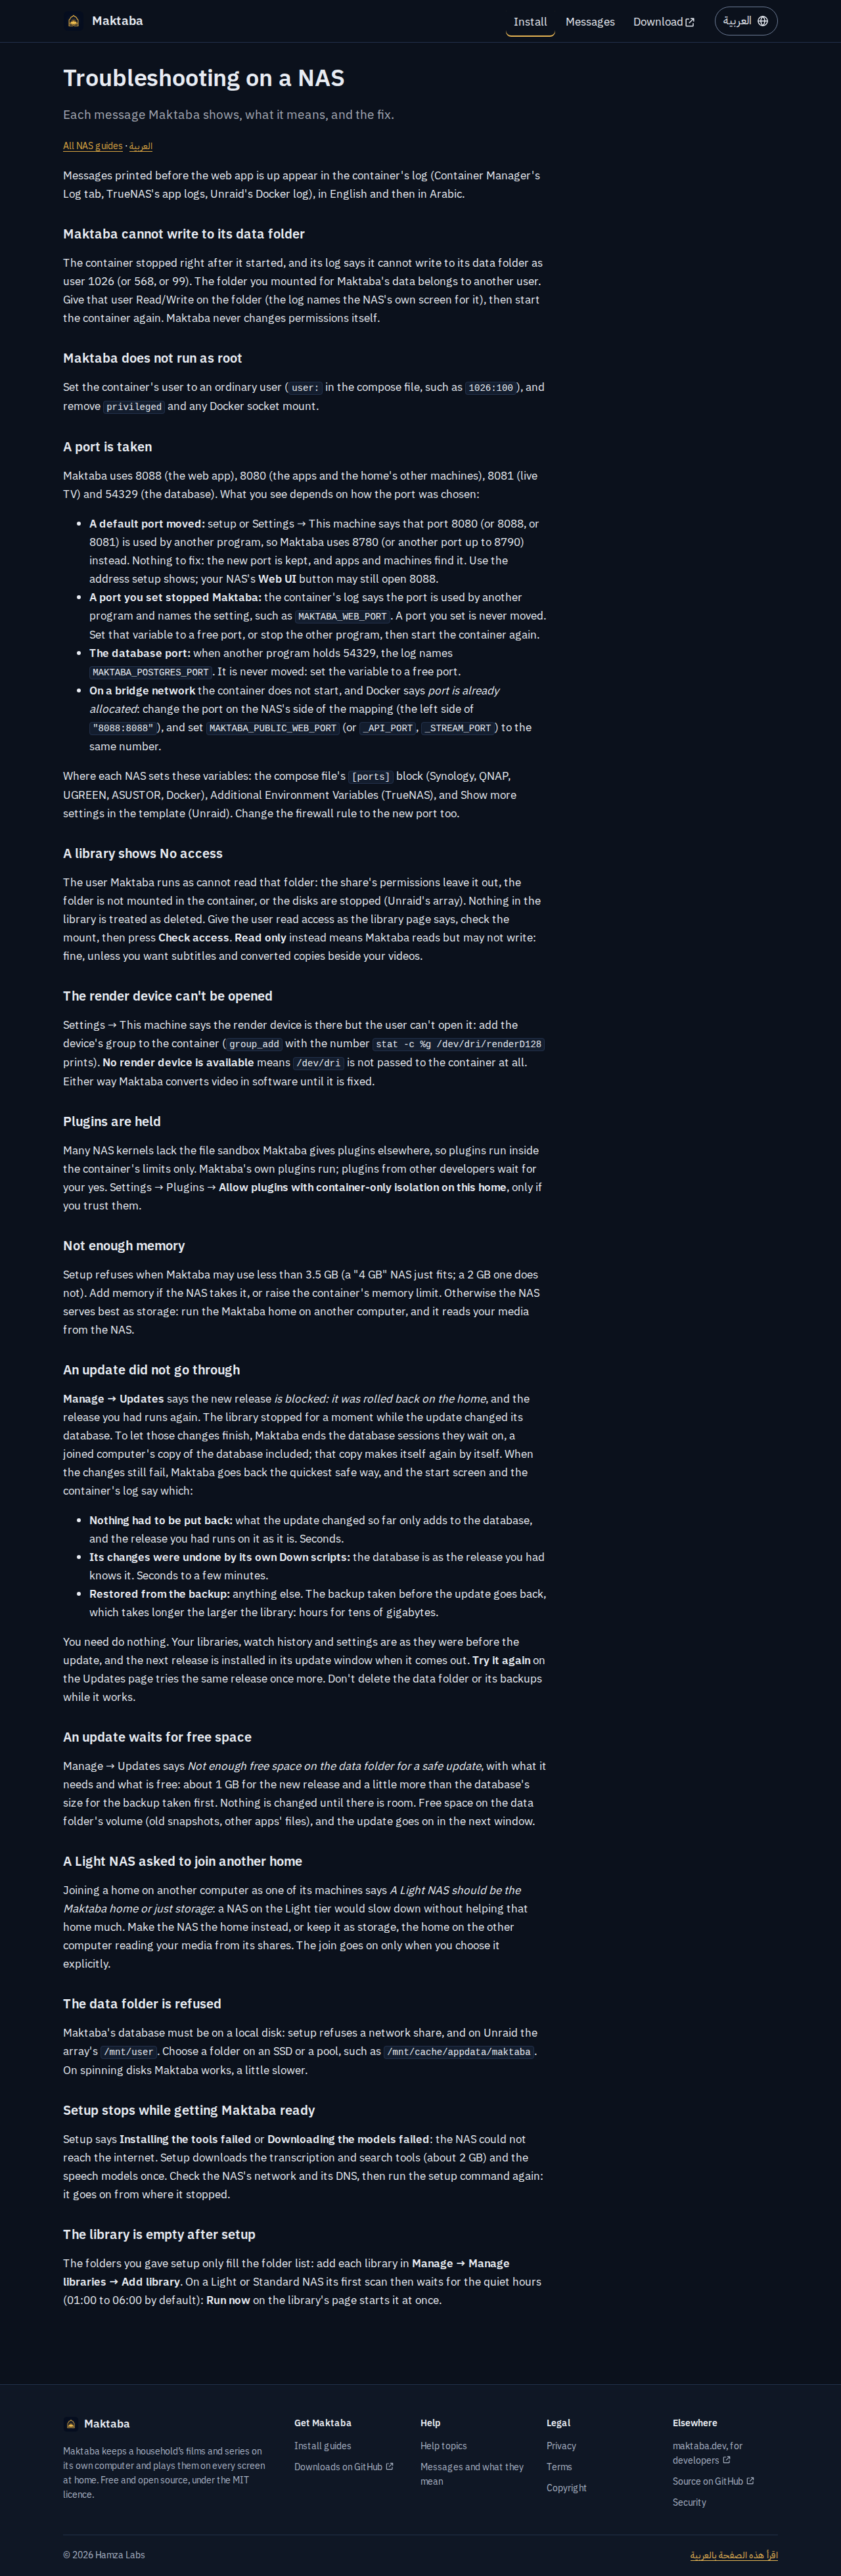 Maktaba
Install
Messages
Download
العربية
Troubleshooting on a NAS
Each message Maktaba shows, what it means, and the fix.
All NAS guides · العربية
Messages printed before the web app is up appear in the container's log (Container Manager's
Log tab, TrueNAS's app logs, Unraid's Docker log), in English and then in Arabic.
Maktaba cannot write to its data folder
The container stopped right after it started, and its log says it cannot write to its data folder as
user 1026 (or 568, or 99). The folder you mounted for Maktaba's data belongs to another user.
Give that user Read/Write on the folder (the log names the NAS's own screen for it), then start
the container again. Maktaba never changes permissions itself.
Maktaba does not run as root
Set the container's user to an ordinary user (user: in the compose file, such as 1026:100), and
remove privileged and any Docker socket mount.
A port is taken
Maktaba uses 8088 (the web app), 8080 (the apps and the home's other machines), 8081 (live
TV) and 54329 (the database). What you see depends on how the port was chosen:
• A default port moved: setup or Settings → This machine says that port 8080 (or 8088, or
8081) is used by another program, so Maktaba uses 8780 (or another port up to 8790)
instead. Nothing to fix: the new port is kept, and apps and machines find it. Use the
address setup shows; your NAS's Web UI button may still open 8088.
• A port you set stopped Maktaba: the container's log says the port is used by another
program and names the setting, such as MAKTABA_WEB_PORT. A port you set is never moved.
Set that variable to a free port, or stop the other program, then start the container again.
• The database port: when another program holds 54329, the log names
MAKTABA_POSTGRES_PORT. It is never moved: set the variable to a free port.
• On a bridge network the container does not start, and Docker says port is already
allocated: change the port on the NAS's side of the mapping (the left side of
"8088:8088"), and set MAKTABA_PUBLIC_WEB_PORT (or _API_PORT, _STREAM_PORT) to the
same number.
Where each NAS sets these variables: the compose file's [ports] block (Synology, QNAP,
UGREEN, ASUSTOR, Docker), Additional Environment Variables (TrueNAS), and Show more
settings in the template (Unraid). Change the firewall rule to the new port too.
A library shows No access
The user Maktaba runs as cannot read that folder: the share's permissions leave it out, the
folder is not mounted in the container, or the disks are stopped (Unraid's array). Nothing in the
library is treated as deleted. Give the user read access as the library page says, check the
mount, then press Check access. Read only instead means Maktaba reads but may not write:
fine, unless you want subtitles and converted copies beside your videos.
The render device can't be opened
Settings → This machine says the render device is there but the user can't open it: add the
device's group to the container (group_add with the number stat -c %g /dev/dri/renderD128
prints). No render device is available means /dev/dri is not passed to the container at all.
Either way Maktaba converts video in software until it is fixed.
Plugins are held
Many NAS kernels lack the file sandbox Maktaba gives plugins elsewhere, so plugins run inside
the container's limits only. Maktaba's own plugins run; plugins from other developers wait for
your yes. Settings → Plugins → Allow plugins with container-only isolation on this home, only if
you trust them.
Not enough memory
Setup refuses when Maktaba may use less than 3.5 GB (a "4 GB" NAS just fits; a 2 GB one does
not). Add memory if the NAS takes it, or raise the container's memory limit. Otherwise the NAS
serves best as storage: run the Maktaba home on another computer, and it reads your media
from the NAS.
An update did not go through
Manage → Updates says the new release is blocked: it was rolled back on the home, and the
release you had runs again. The library stopped for a moment while the update changed its
database. To let those changes finish, Maktaba ends the database sessions they wait on, a
joined computer's copy of the database included; that copy makes itself again by itself. When
the changes still fail, Maktaba goes back the quickest safe way, and the start screen and the
container's log say which:
• Nothing had to be put back: what the update changed so far only adds to the database,
and the release you had runs on it as it is. Seconds.
• Its changes were undone by its own Down scripts: the database is as the release you had
knows it. Seconds to a few minutes.
• Restored from the backup: anything else. The backup taken before the update goes back,
which takes longer the larger the library: hours for tens of gigabytes.
You need do nothing. Your libraries, watch history and settings are as they were before the
update, and the next release is installed in its update window when it comes out. Try it again on
the Updates page tries the same release once more. Don't delete the data folder or its backups
while it works.
An update waits for free space
Manage → Updates says Not enough free space on the data folder for a safe update, with what it
needs and what is free: about 1 GB for the new release and a little more than the database's
size for the backup taken first. Nothing is changed until there is room. Free space on the data
folder's volume (old snapshots, other apps' files), and the update goes on in the next window.
A Light NAS asked to join another home
Joining a home on another computer as one of its machines says A Light NAS should be the
Maktaba home or just storage: a NAS on the Light tier would slow down without helping that
home much. Make the NAS the home instead, or keep it as storage, the home on the other
computer reading your media from its shares. The join goes on only when you choose it
explicitly.
The data folder is refused
Maktaba's database must be on a local disk: setup refuses a network share, and on Unraid the
array's /mnt/user. Choose a folder on an SSD or a pool, such as /mnt/cache/appdata/maktaba.
On spinning disks Maktaba works, a little slower.
Setup stops while getting Maktaba ready
Setup says Installing the tools failed or Downloading the models failed: the NAS could not
reach the internet. Setup downloads the transcription and search tools (about 2 GB) and the
speech models once. Check the NAS's network and its DNS, then run the setup command again:
it goes on from where it stopped.
The library is empty after setup
The folders you gave setup only fill the folder list: add each library in Manage → Manage
libraries → Add library. On a Light or Standard NAS its first scan then waits for the quiet hours
(01:00 to 06:00 by default): Run now on the library's page starts it at once.
Maktaba
Maktaba keeps a household's films and series on
its own computer and plays them on every screen
at home. Free and open source, under the MIT
licence.
Get Maktaba
Install guides
Downloads on GitHub
Help
Help topics
Messages and what they
mean
Legal
Privacy
Terms
Copyright
Elsewhere
maktaba.dev, for
developers
Source on GitHub
Security
© 2026 Hamza Labs
اقرأ هذه الصفحة بالعربية